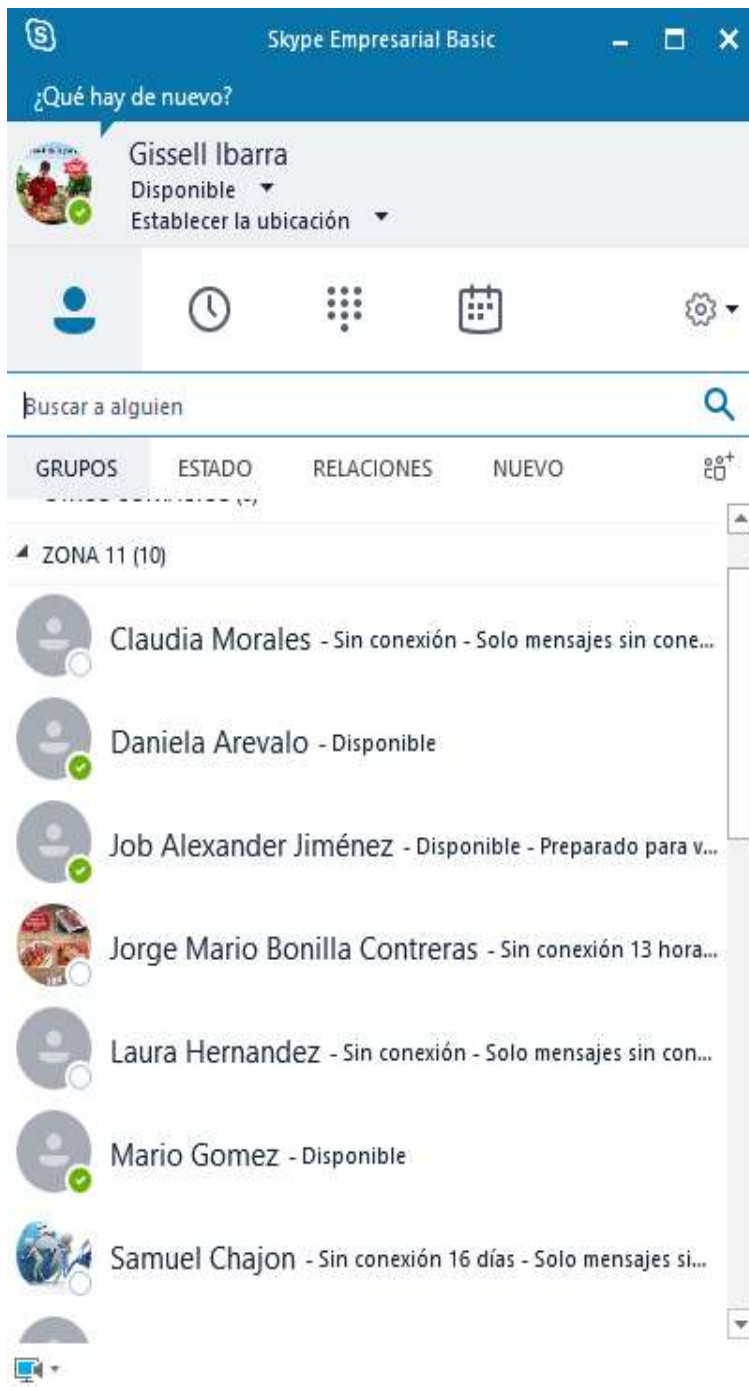 Skype Empresarial Basic
¿Qué hay de nuevo?
Gissell Ibarra
Disponible
Establecer la ubicación
Buscar a alguien
GRUPOS ESTADO RELACIONES NUEVO
ZONA 11 (10)
Claudia Morales - Sin conexión - Solo mensajes sin cone...
Daniela Arevalo - Disponible
Job Alexander Jiménez - Disponible - Preparado para v...
Jorge Mario Bonilla Contreras - Sin conexión 13 hora...
Laura Hernandez - Sin conexión - Solo mensajes sin con...
Mario Gomez - Disponible
Samuel Chajon - Sin conexión 16 días - Solo mensajes si...